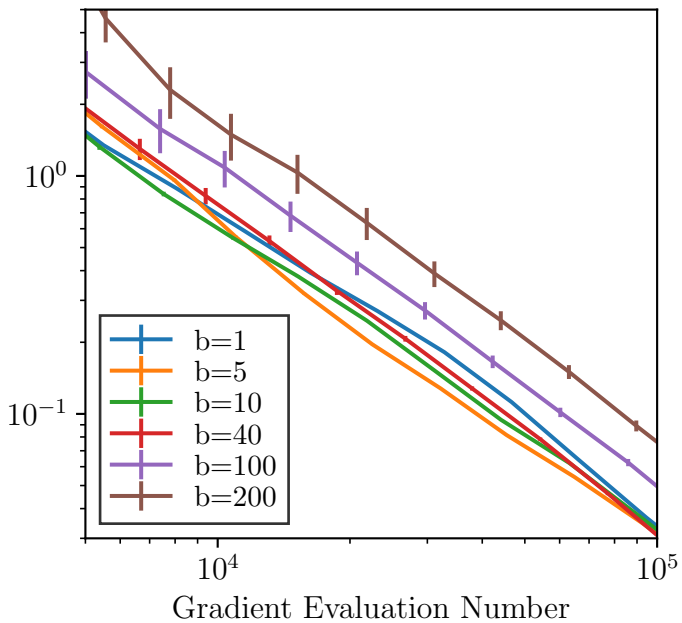 10^0
10^{-1}
b=1
b=5
b=10
b=40
b=100
b=200
10^4
10^5
Gradient Evaluation Number